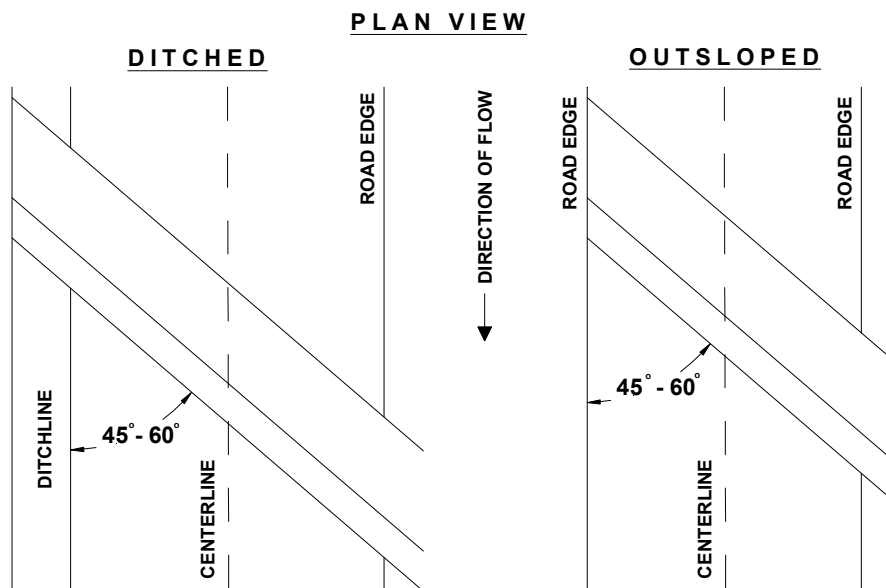 PLAN VIEW
DITCHED
OUTSLOPED
ROAD EDGE
DIRECTION OF FLOW
ROAD EDGE
ROAD EDGE
45° - 60°
45° - 60°
DITCHLINE
CENTERLINE
CENTERLINE